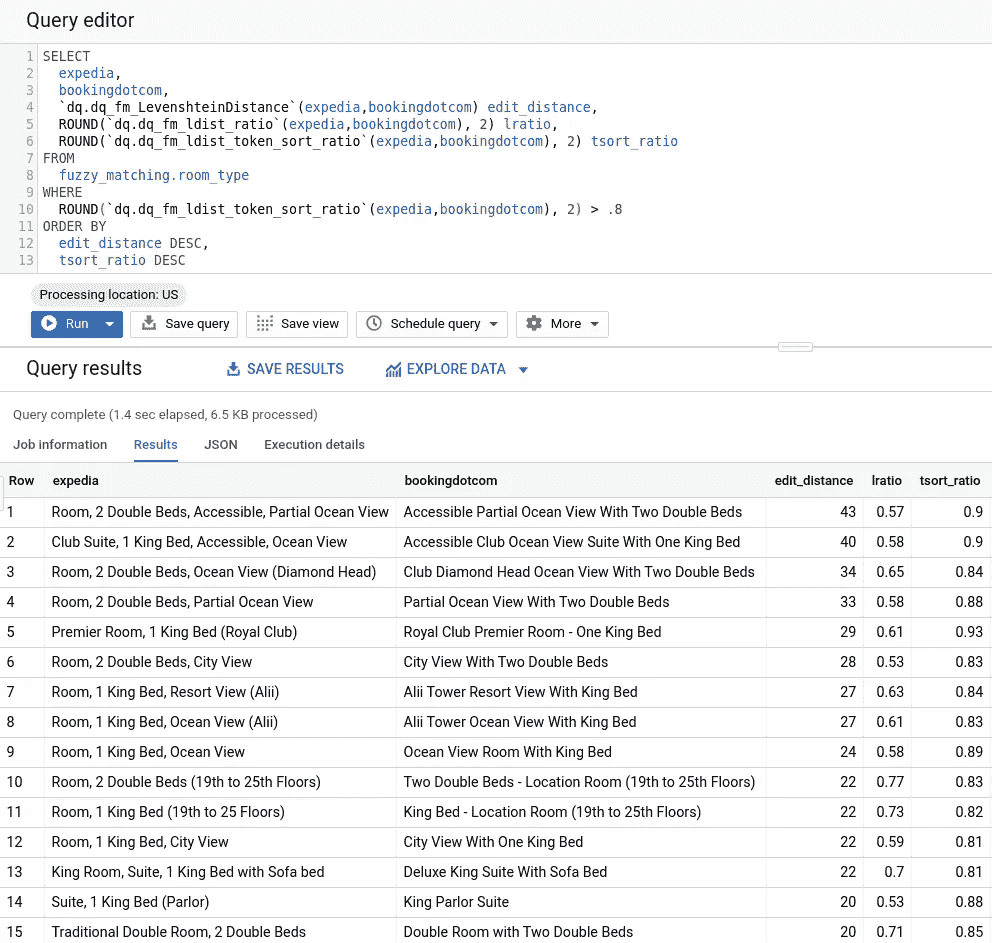 Query editor
1 SELECT
2 expedia,
3 bookingdotcom,
4 `dq.dq_fm_LevenshteinDistance`(expedia,bookingdotcom) edit_distance,
5 ROUND(`dq.dq_fm_ldist_ratio`(expedia,bookingdotcom), 2) lratio,
6 ROUND(`dq.dq_fm_ldist_token_sort_ratio`(expedia,bookingdotcom), 2) tsort_ratio
7 FROM
8 fuzzy_matching.room_type
9 WHERE
10 ROUND(`dq.dq_fm_ldist_token_sort_ratio`(expedia,bookingdotcom), 2) > .8
11 ORDER BY
12 edit_distance DESC,
13 tsort_ratio DESC
Processing location: US
Run Save query Save view Schedule query More
Query results SAVE RESULTS EXPLORE DATA
Query complete (1.4 sec elapsed, 6.5 KB processed)
Job information Results JSON Execution details
Row expedia bookingdotcom edit_distance lratio tsort_ratio
1 Room, 2 Double Beds, Accessible, Partial Ocean View Accessible Partial Ocean View With Two Double Beds 43 0.57 0.9
2 Club Suite, 1 King Bed, Accessible, Ocean View Accessible Club Ocean View Suite With One King Bed 40 0.58 0.9
3 Room, 2 Double Beds, Ocean View (Diamond Head) Club Diamond Head Ocean View With Two Double Beds 34 0.65 0.84
4 Room, 2 Double Beds, Partial Ocean View Partial Ocean View With Two Double Beds 33 0.58 0.88
5 Premier Room, 1 King Bed (Royal Club) Royal Club Premier Room - One King Bed 29 0.61 0.93
6 Room, 2 Double Beds, City View City View With Two Double Beds 28 0.53 0.83
7 Room, 1 King Bed, Resort View (Alii) Alii Tower Resort View With King Bed 27 0.63 0.84
8 Room, 1 King Bed, Ocean View (Alii) Alii Tower Ocean View With King Bed 27 0.61 0.83
9 Room, 1 King Bed, Ocean View Ocean View Room With King Bed 24 0.58 0.89
10 Room, 2 Double Beds (19th to 25th Floors) Two Double Beds - Location Room (19th to 25th Floors) 22 0.77 0.83
11 Room, 1 King Bed (19th to 25 Floors) King Bed - Location Room (19th to 25th Floors) 22 0.73 0.82
12 Room, 1 King Bed, City View City View With One King Bed 22 0.59 0.81
13 King Room, Suite, 1 King Bed with Sofa bed Deluxe King Suite With Sofa Bed 22 0.7 0.81
14 Suite, 1 King Bed (Parlor) King Parlor Suite 20 0.53 0.88
15 Traditional Double Room, 2 Double Beds Double Room with Two Double Beds 20 0.71 0.85